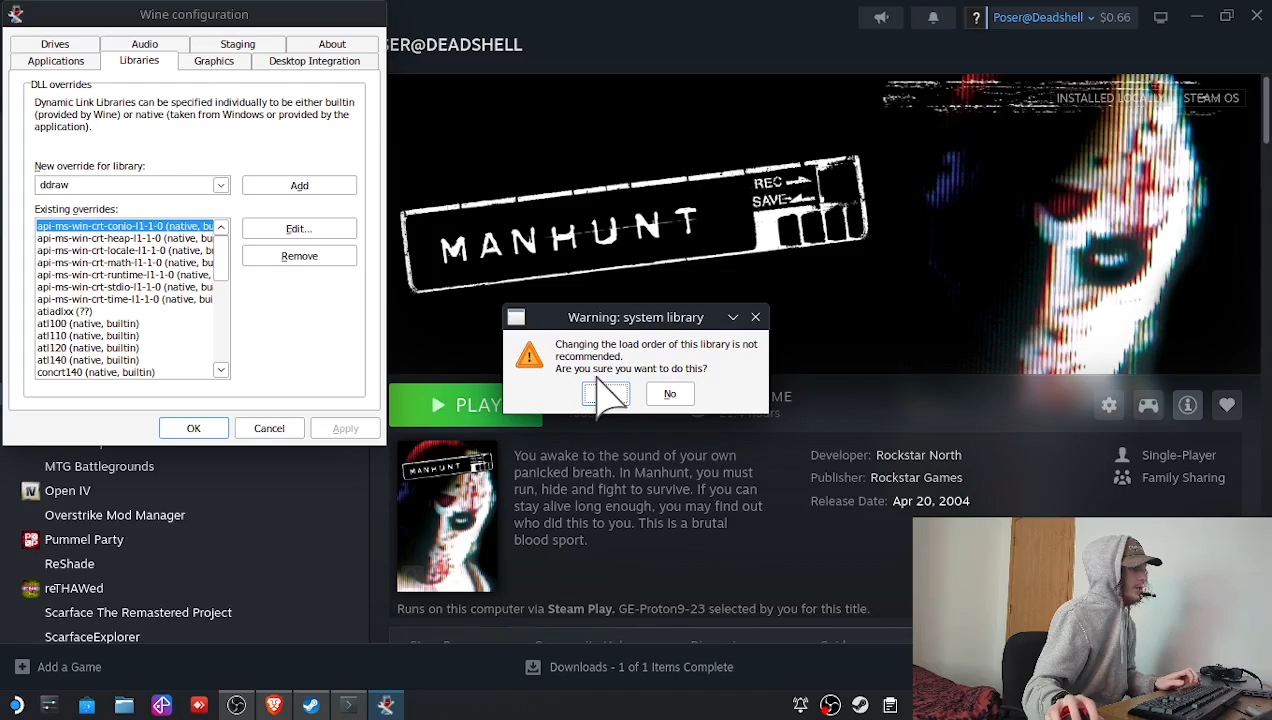 Wine configuration
Poser@Deadshell
$0.66
Drives
Audio
Staging
About
Applications
Libraries
Graphics
Desktop Integration
SER@DEADSHELL
DLL overrides
Dynamic Link Libraries can be specified individually to be either builtin
(provided by Wine) or native (taken from Windows or provided by the
application).
New override for library:
ddraw
Add
Existing overrides:
api-ms-win-crt-conio-l1-1-0 (native, bu
api-ms-win-crt-heap-l1-1-0 (native, bu
api-ms-win-crt-locale-l1-1-0 (native, b
api-ms-win-crt-math-l1-1-0 (native, bu
api-ms-win-crt-runtime-l1-1-0 (native,
api-ms-win-crt-stdio-l1-1-0 (native, bu
api-ms-win-crt-time-l1-1-0 (native, bui
atiadlxx (??)
atl100 (native, builtin)
atl110 (native, builtin)
atl120 (native, builtin)
atl140 (native, builtin)
concrt140 (native, builtin)
Edit...
Remove
OK
Cancel
Apply
INSTALLED LOCALLY
STEAM OS
REC
SAVE
MANHUNT
Warning: system library
Changing the load order of this library is not
recommended.
Are you sure you want to do this?
No
PLAY
ME
hours
MTG Battlegrounds
Open IV
Overstrike Mod Manager
Pummel Party
ReShade
reTHAWed
Scarface The Remastered Project
ScarfaceExplorer
MANHUNT
You awake to the sound of your own
panicked breath. In Manhunt, you must
run, hide and fight to survive. If you can
stay alive long enough, you may find out
who did this to you. This is a brutal
blood sport.
Developer: Rockstar North
Publisher: Rockstar Games
Release Date: Apr 20, 2004
Single-Player
Family Sharing
Runs on this computer via Steam Play. GE-Proton9-23 selected by you for this title.
Add a Game
Downloads - 1 of 1 Items Complete